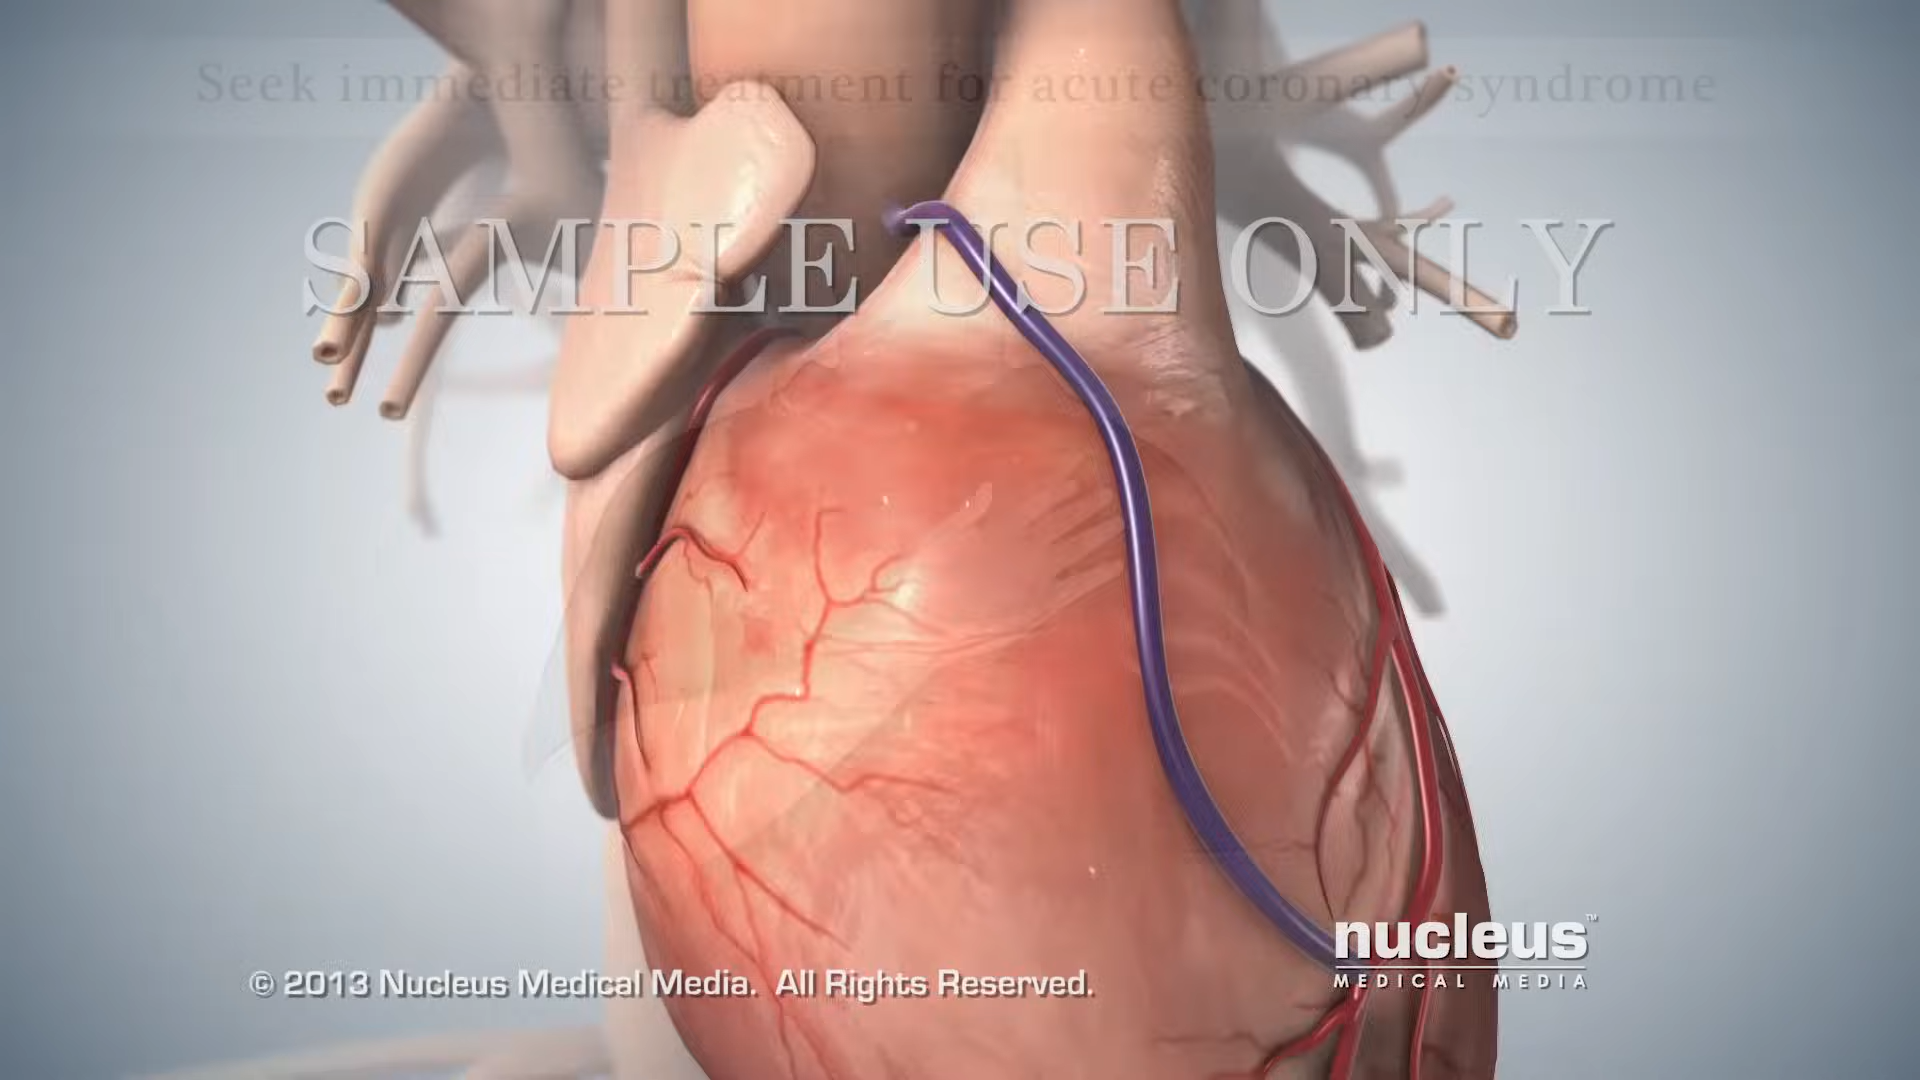 Seek immediate treatment for acute coronary syndrome
SAMPLE USE ONLY
nucleus™
MEDICAL MEDIA
© 2013 Nucleus Medical Media. All Rights Reserved.